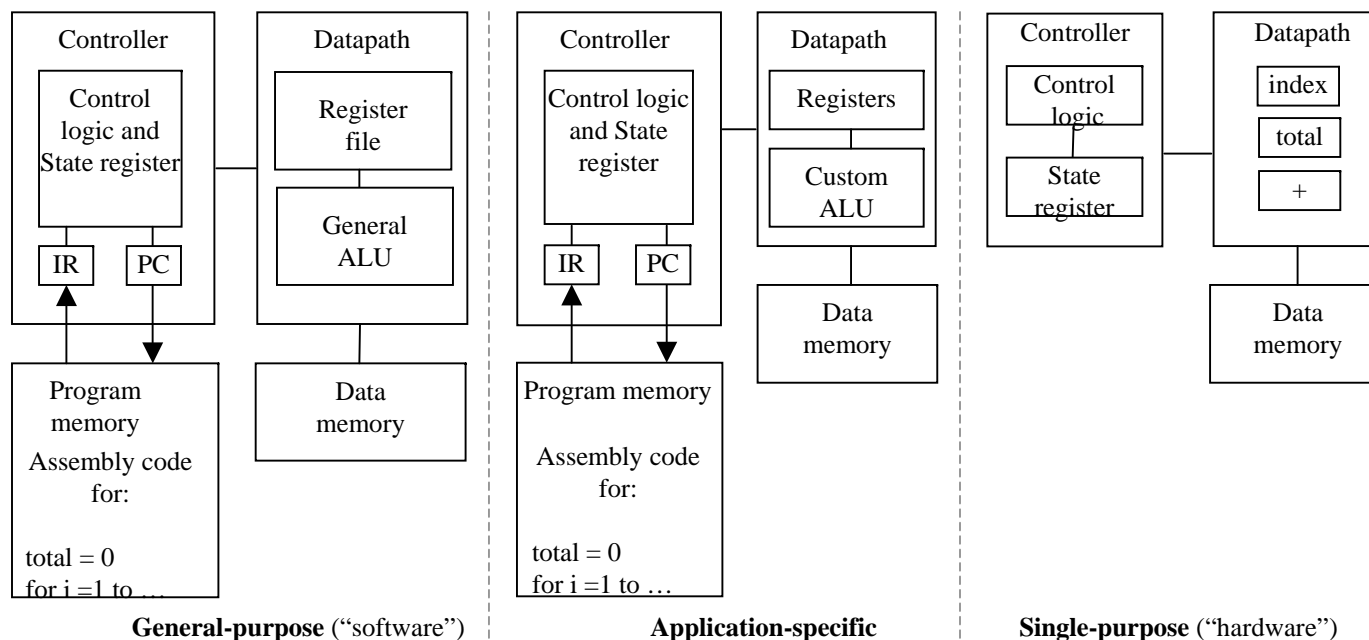 Controller
Control
logic and
State register
IR
PC
Datapath
Register
file
General
ALU
Program
memory
Assembly code
for:
total = 0
for i =1 to …
Data
memory
General-purpose (“software”)
Controller
Control logic
and State
register
IR
PC
Datapath
Registers
Custom
ALU
Data
memory
Program memory
Assembly code
for:
total = 0
for i =1 to …
Application-specific
Controller
Control
logic
State
register
Datapath
index
total
+
Data
memory
Single-purpose (“hardware”)